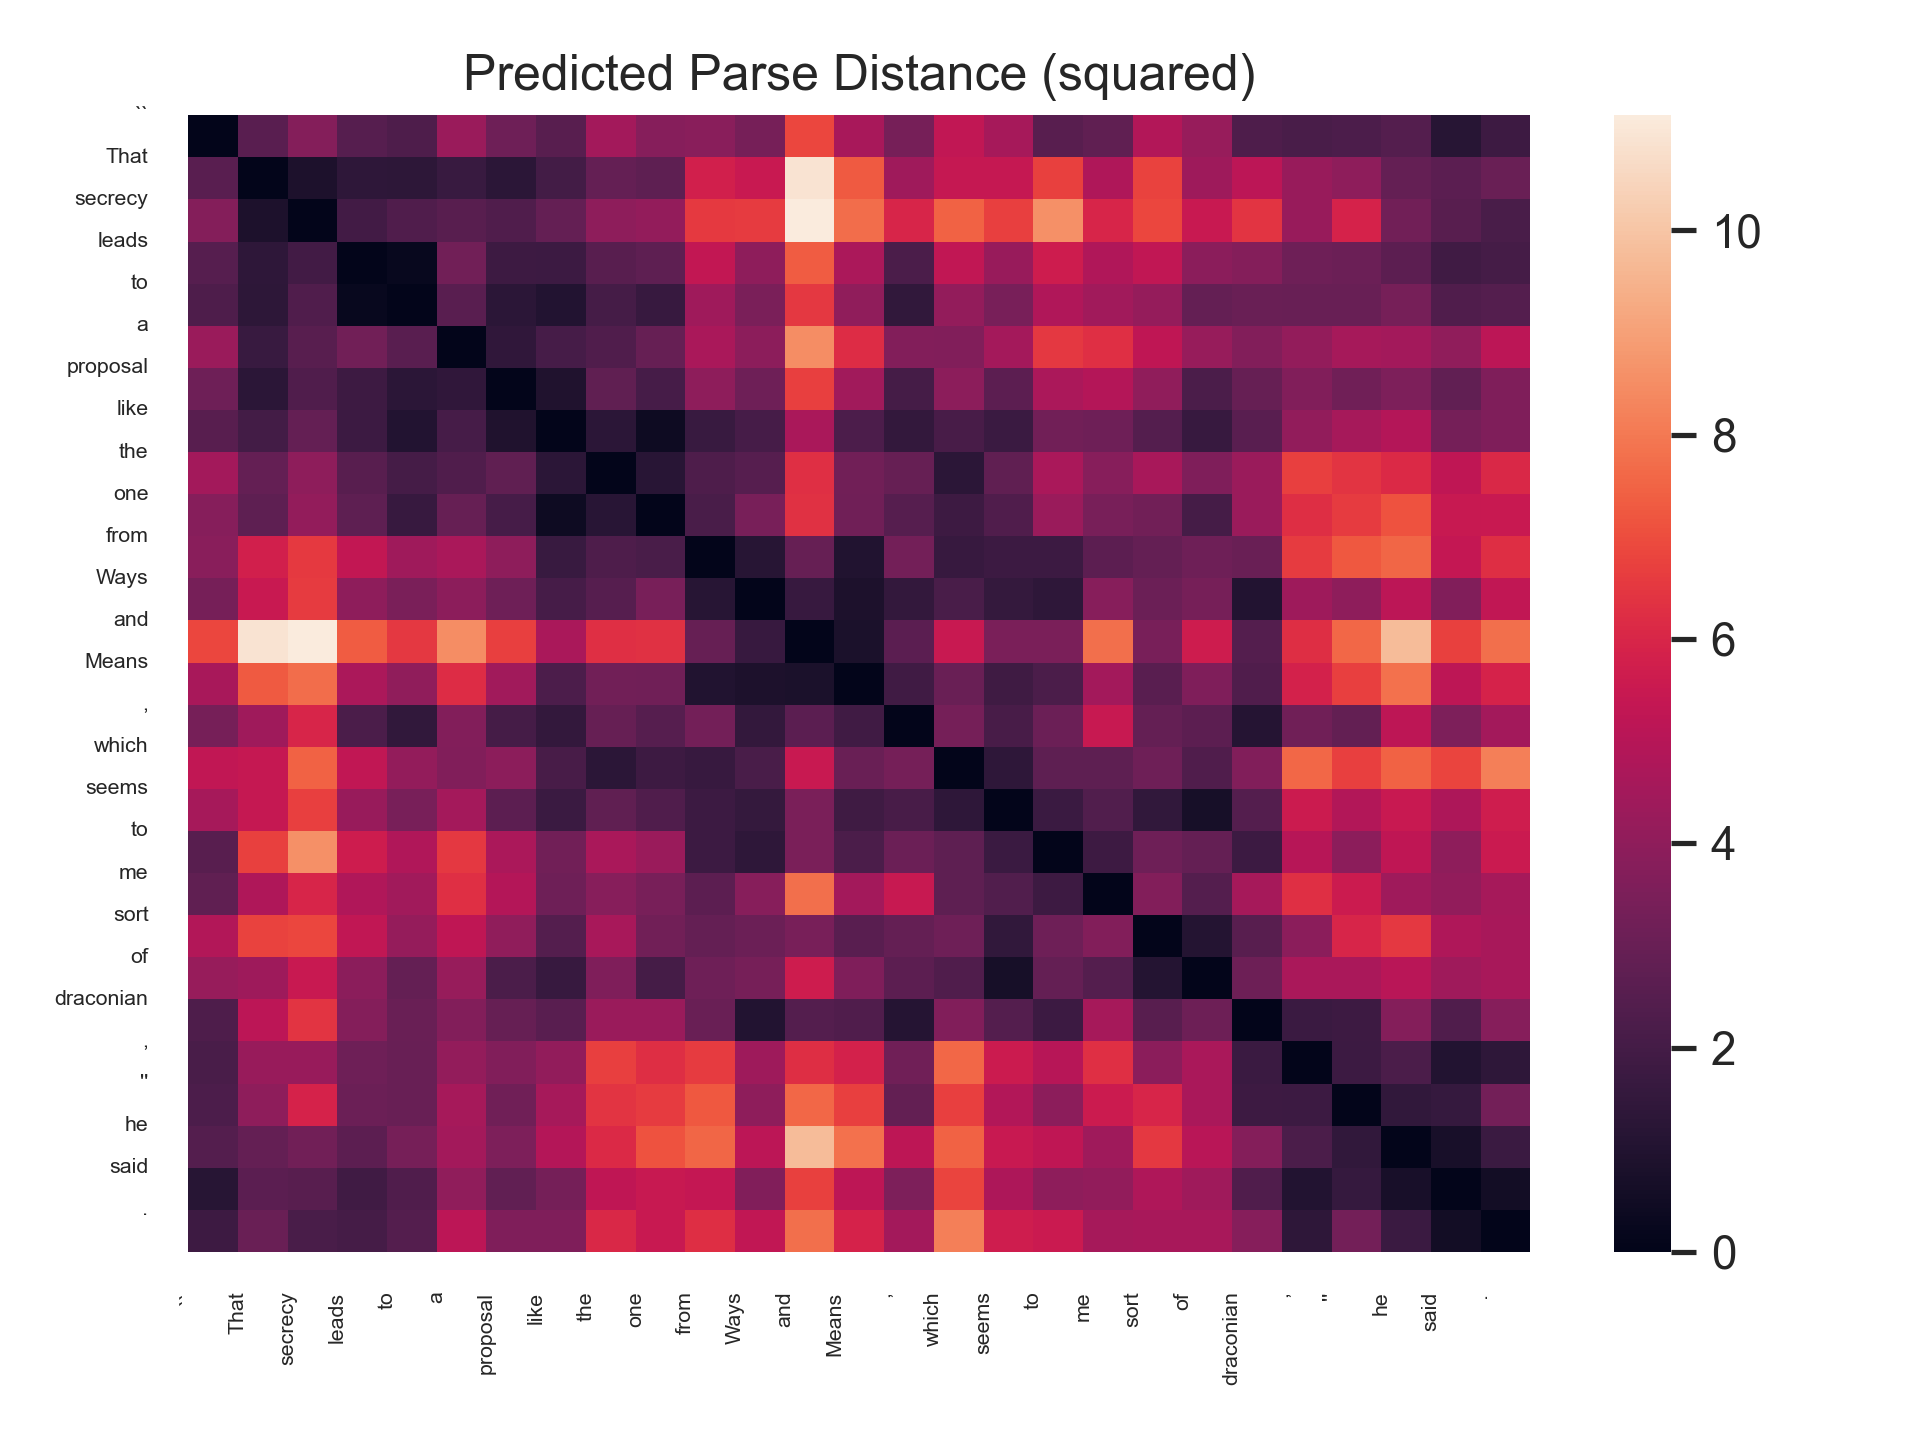 Predicted Parse Distance (squared)
``
That
secrecy
leads
to
a
proposal
like
the
one
from
Ways
and
Means
,
which
seems
to
me
sort
of
draconian
,
''
he
said
.
10
8
6
4
2
0
`` That secrecy leads to a proposal like the one from Ways and Means , which seems to me sort of draconian , '' he said .